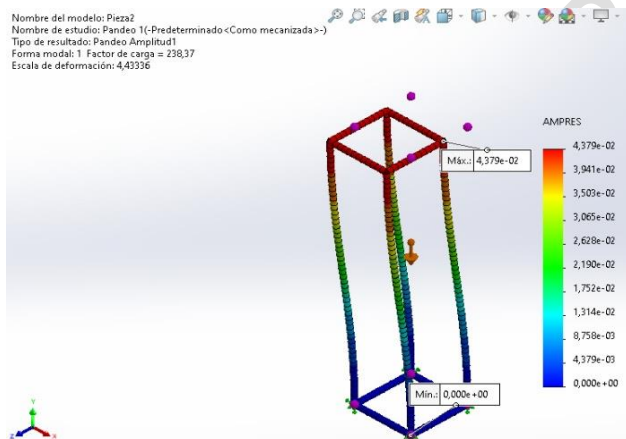 Nombre del modelo: Pieza2
Nombre de estudio: Pandeo 1(-Predeterminado<Como mecanizada>-)
Tipo de resultado: Pandeo Amplitud1
Forma modal: 1 Factor de carga = 238,37
Escala de deformación: 4,43336
AMPRES
4,379e-02
Máx.: 4,379e-02
3,941e-02
3,503e-02
3,065e-02
2,628e-02
2,190e-02
1,752e-02
1,314e-02
8,758e-03
4,379e-03
0,000e+00
Mín.: 0,000e+00
Y
Z
X